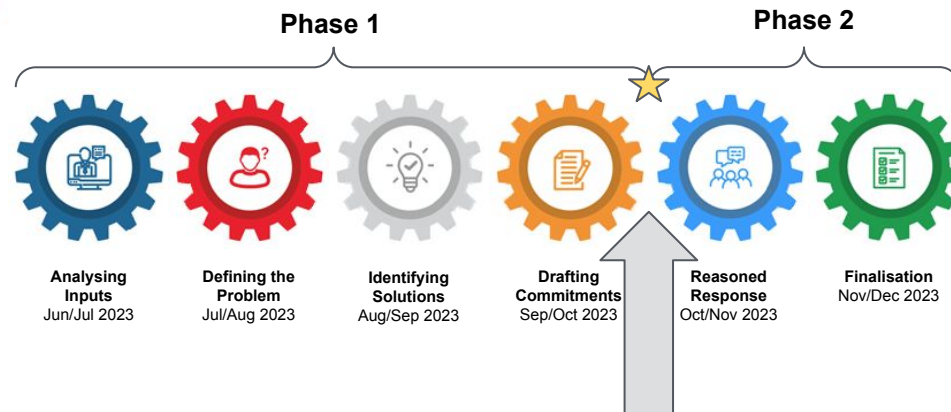 Phase 1
Phase 2
?
Analysing
Inputs
Jun/Jul 2023
Defining the
Problem
Jul/Aug 2023
Identifying
Solutions
Aug/Sep 2023
Drafting
Commitments
Sep/Oct 2023
Reasoned
Response
Oct/Nov 2023
Finalisation
Nov/Dec 2023